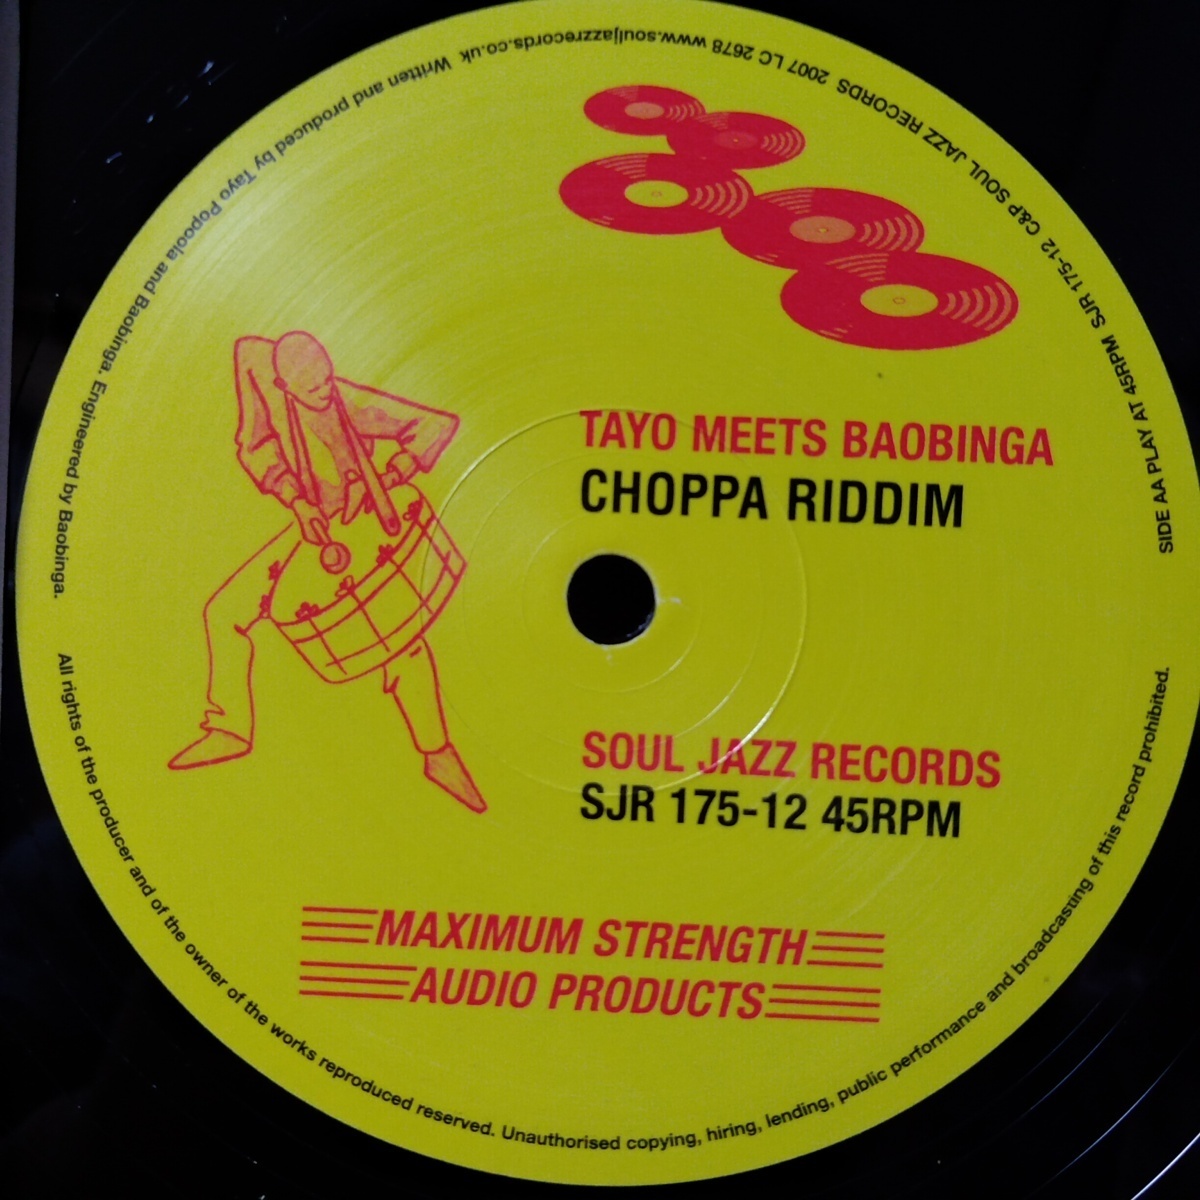 TAYO MEETS BAOBINGA
CHOPPA RIDDIM
SOUL JAZZ RECORDS
SJR 175-12 45RPM
MAXIMUM STRENGTH
AUDIO PRODUCTS
SIDE AA PLAY AT 45RPM SJR 175-12 C&P SOUL JAZZ RECORDS 2007 LC 2678 www.souljazzrecords.co.uk Written and produced by Tayo Popoola and Baobinga. Engineered by Baobinga.
All rights of the producer and of the owner of the works reproduced reserved. Unauthorised copying, hiring, lending, public performance and broadcasting of this record prohibited.